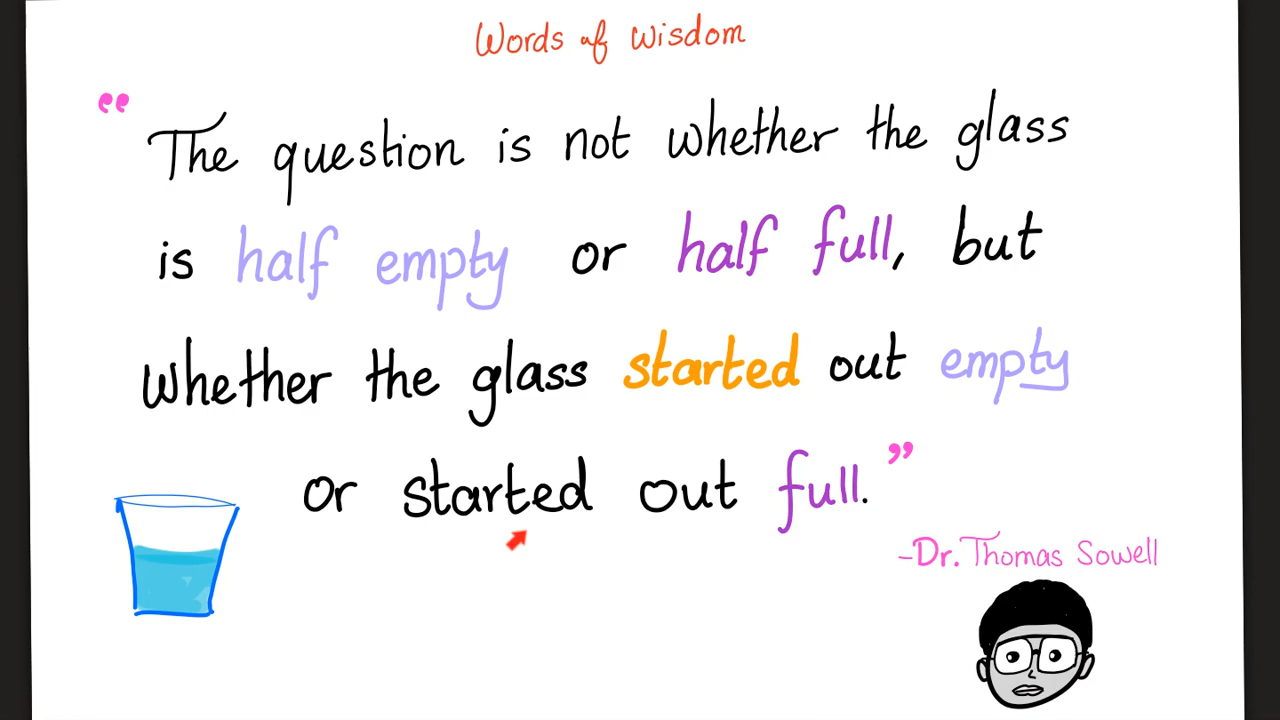 Words of Wisdom
“The question is not whether the glass
is half empty or half full, but
whether the glass started out empty
or started out full.”
-Dr. Thomas Sowell